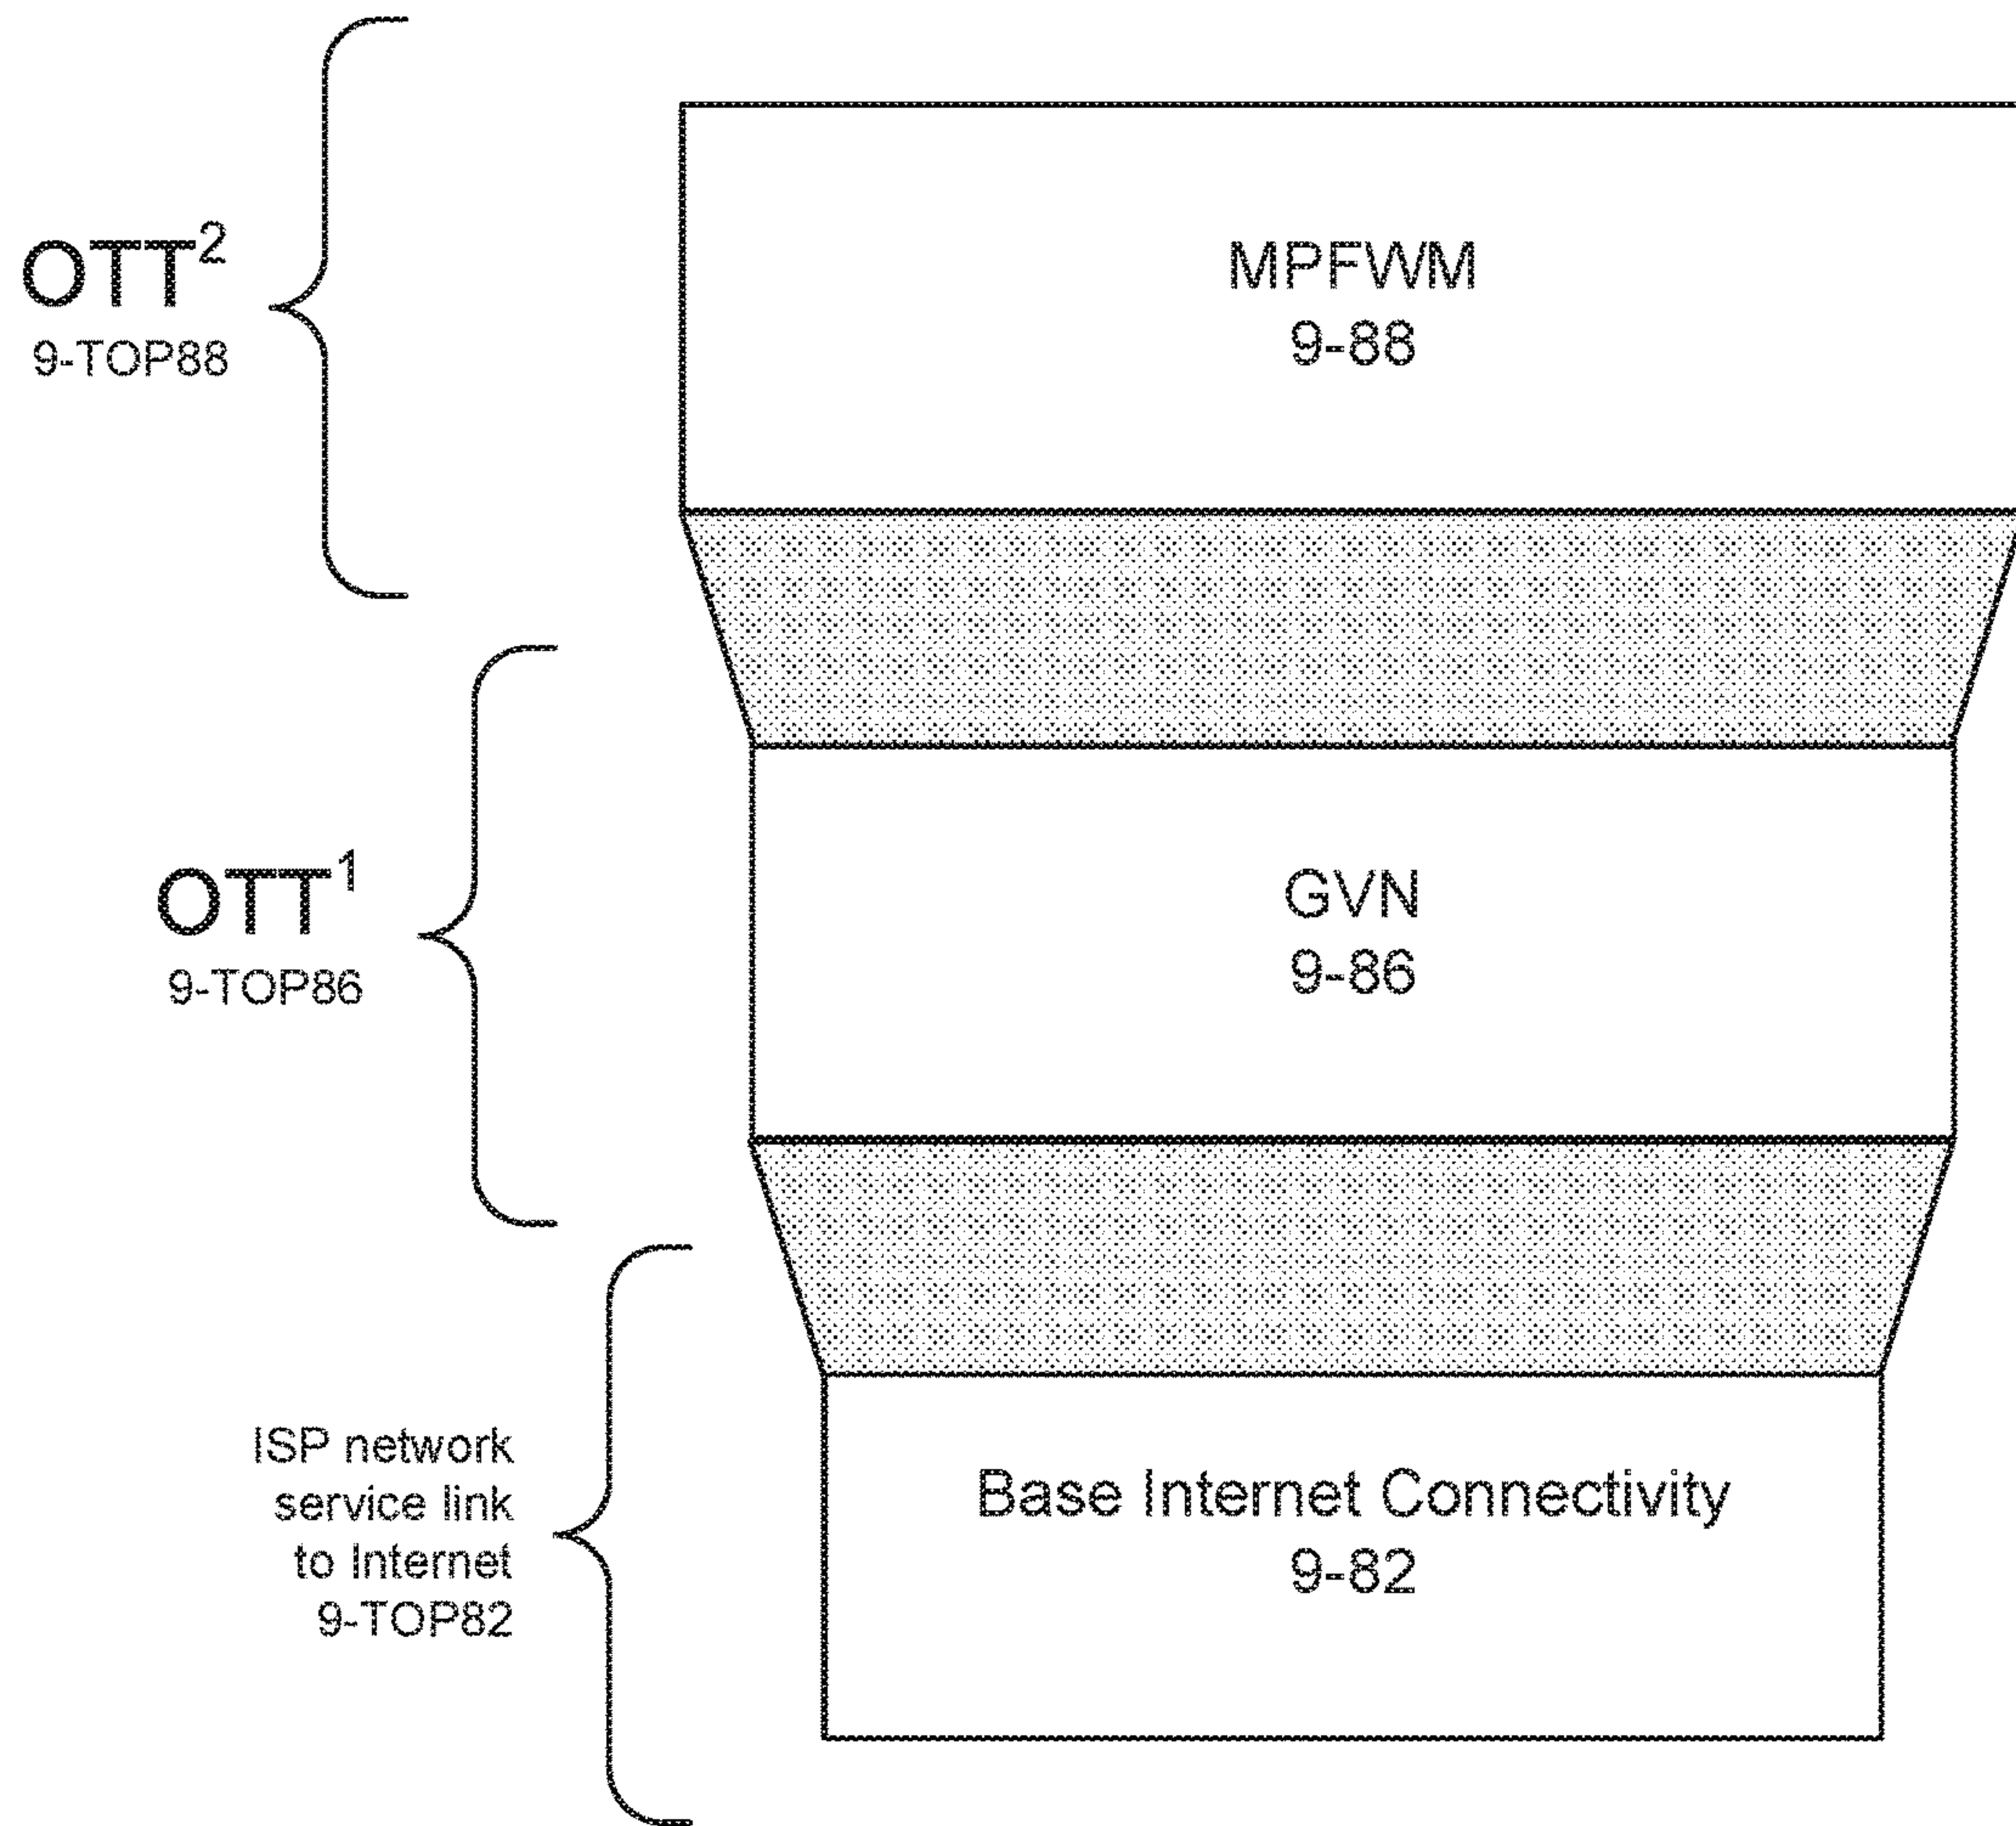 OTT²
9-TOP88
MPFWM
9-88
OTT¹
9-TOP86
GVN
9-86
ISP network
service link
to Internet
9-TOP82
Base Internet Connectivity
9-82